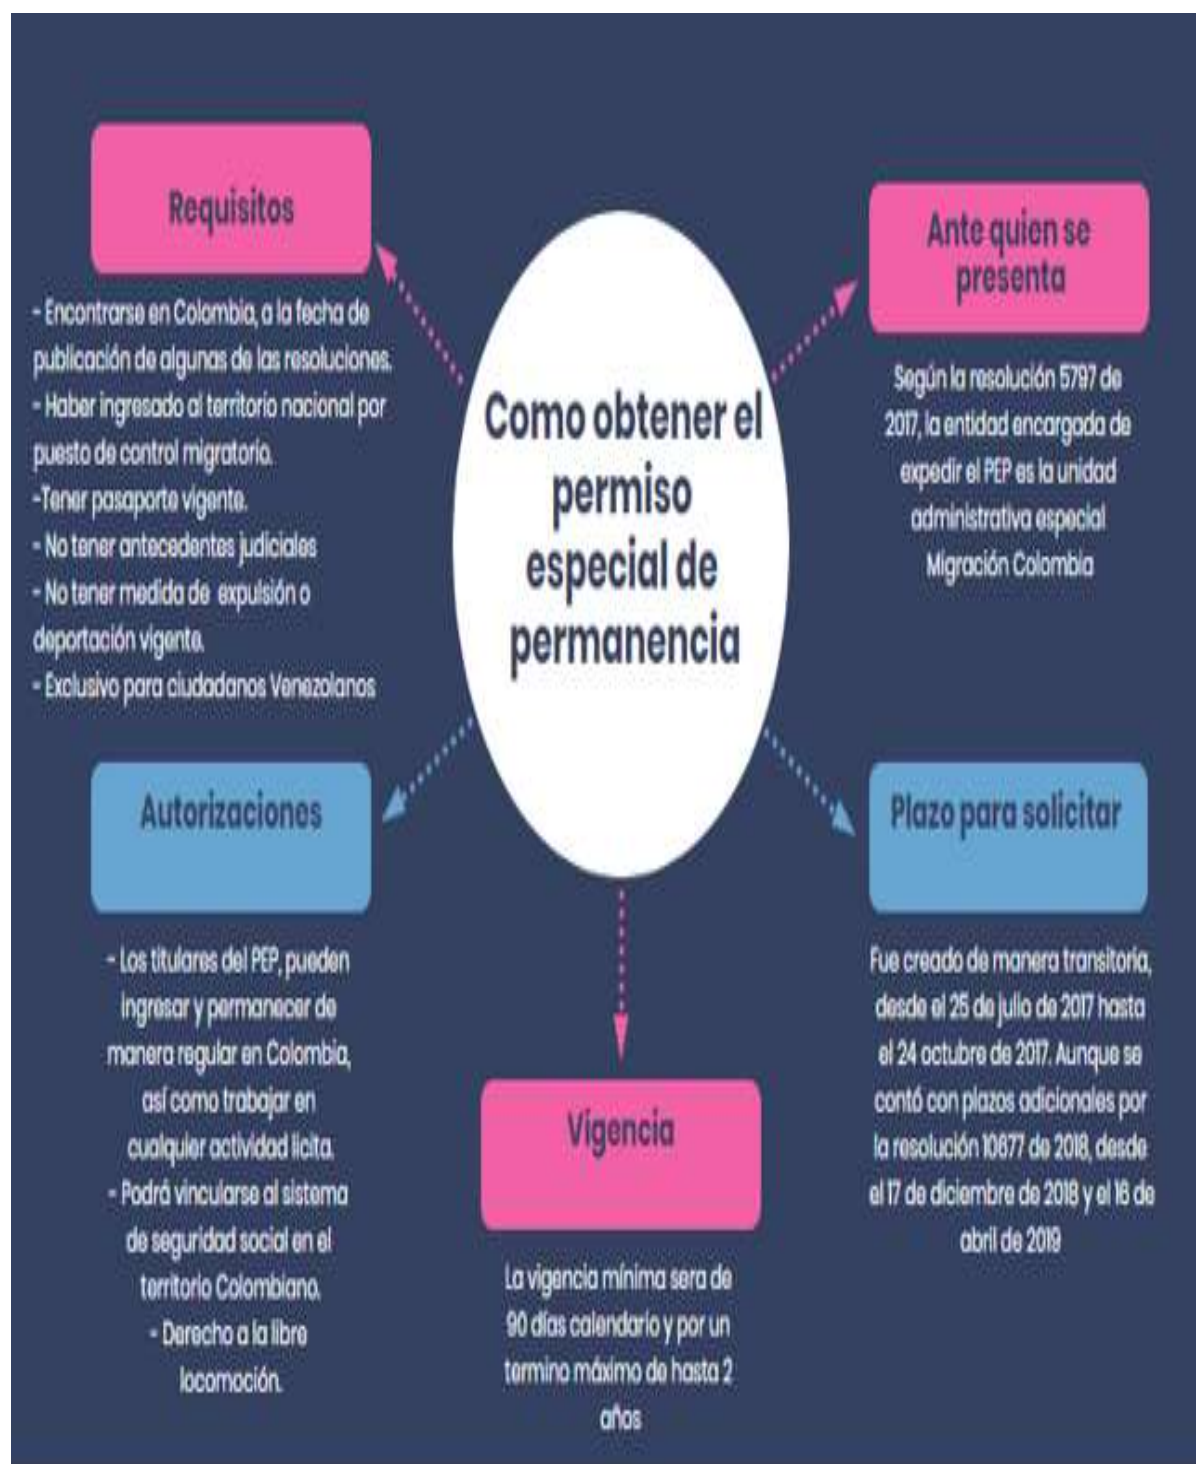 Requisitos
- Encontrarse en Colombia, a la fecha de
publicación de algunas de las resoluciones.
- Haber ingresado al territorio nacional por
puesto de control migratorio.
-Tener pasaporte vigente.
- No tener antecedentes judiciales
- No tener medida de expulsión o
deportación vigente.
- Exclusivo para ciudadanos Venezolanos
Como obtener el
permiso
especial de
permanencia
Ante quien se
presenta
Según la resolución 5797 de
2017, la entidad encargada de
expedir el PEP es la unidad
administrativa especial
Migración Colombia
Autorizaciones
- Los titulares del PEP, pueden
ingresar y permanecer de
manera regular en Colombia,
así como trabajar en
cualquier actividad licita.
- Podrá vincularse al sistema
de seguridad social en el
territorio Colombiano.
- Derecho a la libre
locomoción.
Vigencia
La vigencia mínima sera de
90 días calendario y por un
termino máximo de hasta 2
años
Plazo para solicitar
Fue creado de manera transitoria,
desde el 25 de julio de 2017 hasta
el 24 octubre de 2017. Aunque se
contó con plazos adicionales por
la resolución 10677 de 2018, desde
el 17 de diciembre de 2018 y el 16 de
abril de 2019